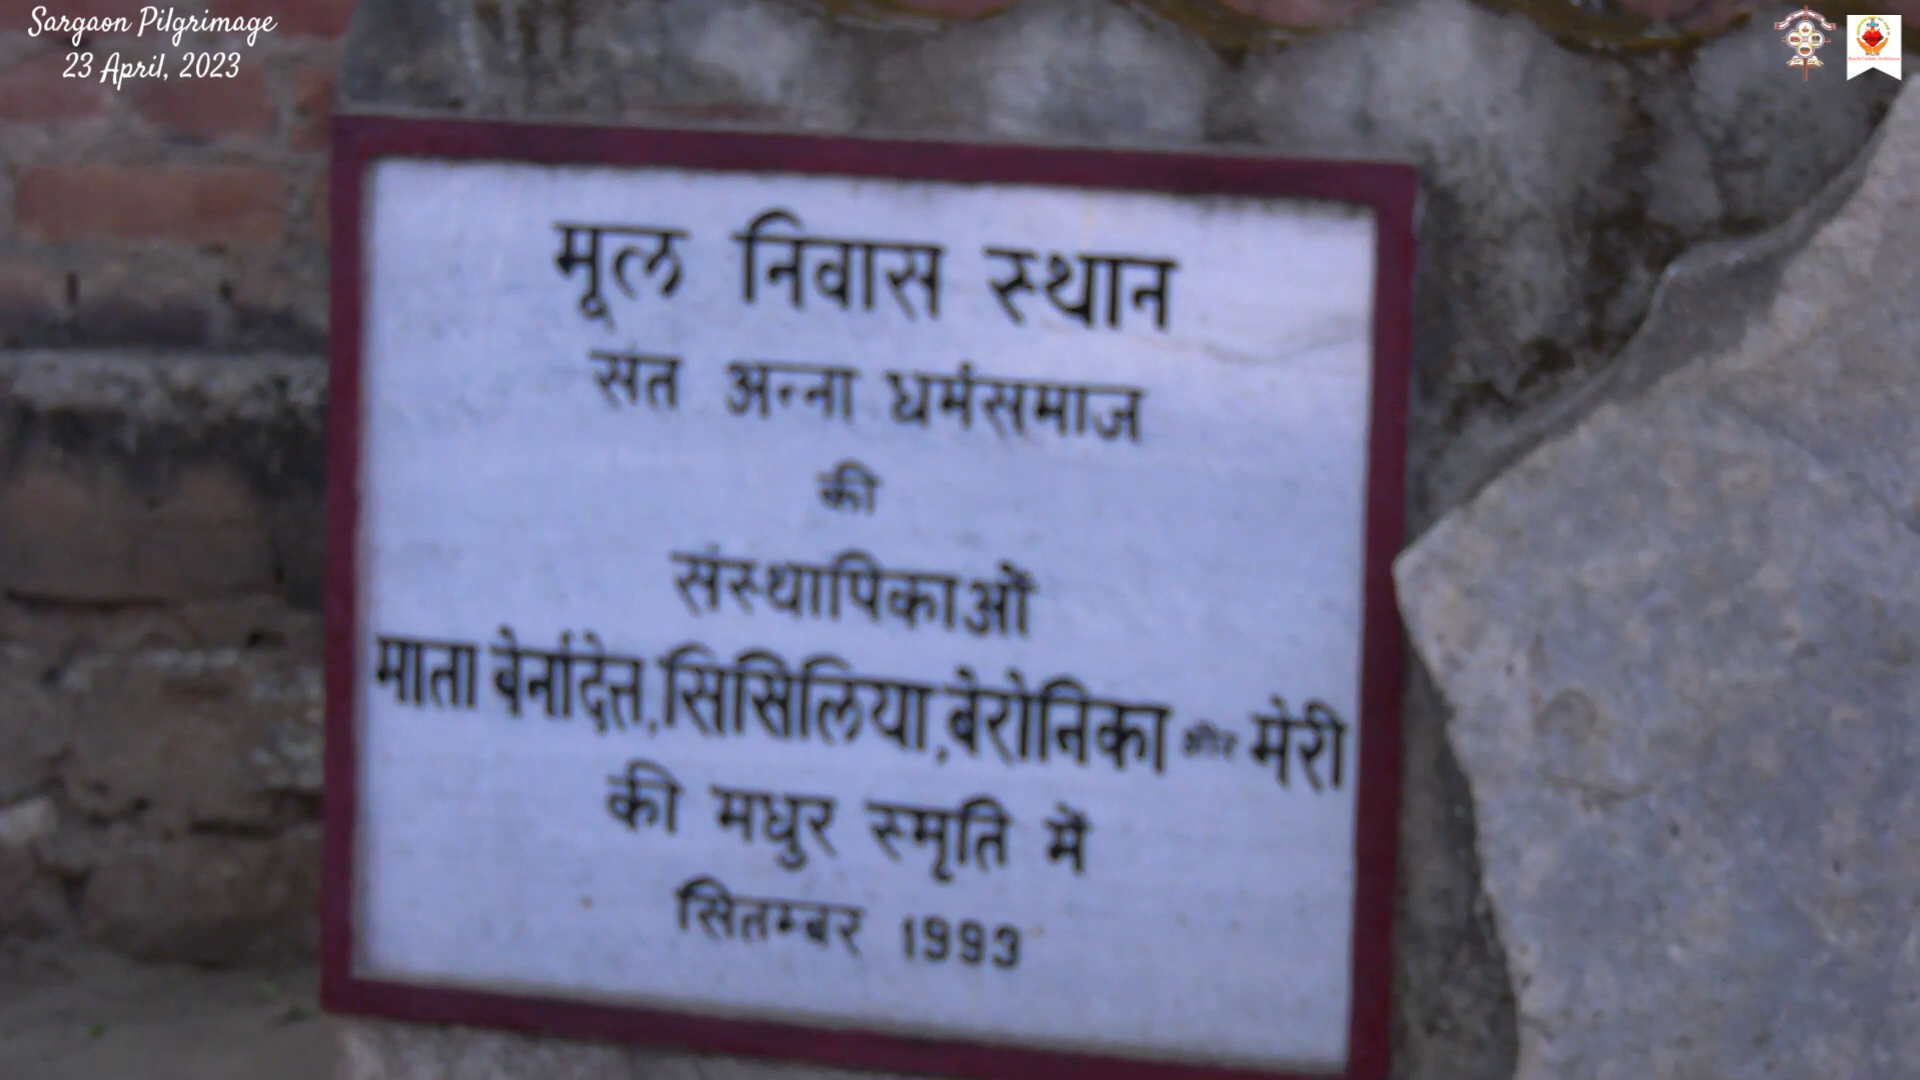 Sargaon Pilgrimage
23 April, 2023
मूल निवास स्थान
संत अन्ना धर्मसमाज
की
संस्थापिकाओं
माता बेर्नादेत्त, सिसिलिया, बेरोनिका और मेरी
की मधुर स्मृति में
सितम्बर 1993